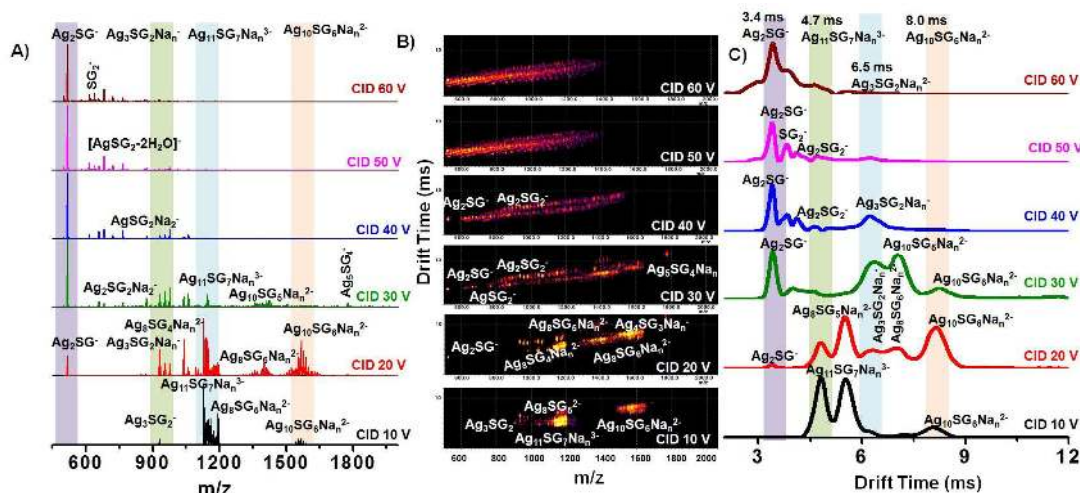 A)
Ag₂SG⁻ Ag₃SG₂Naₙ⁻ Ag₁₁SG₇Naₙ³⁻ Ag₁₀SG₆Naₙ²⁻
SG₂⁻
CID 60 V
[AgSG₂-2H₂O]⁻
CID 50 V
AgSG₂Na₂⁻
CID 40 V
Ag₂SG₂Na₂⁻
Ag₁₁SG₇Naₙ³⁻
Ag₁₀SG₅Naₙ²⁻
Ag₅SG₄⁻
CID 30 V
Ag₈SG₄Naₙ²⁻
Ag₃SG₂Naₙ⁻
Ag₈SG₆Naₙ²⁻
Ag₁₀SG₆Naₙ²⁻
CID 20 V
Ag₁₁SG₇Naₙ³⁻
Ag₃SG₂⁻
Ag₈SG₆Naₙ²⁻
Ag₁₀SG₆Naₙ²⁻
CID 10 V
600 900 1200 1500 1800
m/z
B)
Drift Time (ms)
CID 60 V
CID 50 V
Ag₂SG⁻ Ag₂SG₂⁻
CID 40 V
Ag₂SG⁻ Ag₂SG₂⁻
AgSG₂⁻
Ag₅SG₄Naₙ
CID 30 V
Ag₂SG⁻
Ag₈SG₆Naₙ²⁻
Ag₄SG₃Naₙ⁻
Ag₈SG₄Naₙ²⁻
Ag₈SG₆Naₙ²⁻
CID 20 V
Ag₃SG₂⁻
Ag₈SG₅²⁻
Ag₁₁SG₇Naₙ³⁻
Ag₁₀SG₆Naₙ²⁻
CID 10 V
600 800 1000 1200 1400 1600 1800 2000
m/z
C)
3.4 ms 4.7 ms 8.0 ms
Ag₂SG⁻ Ag₁₁SG₇Naₙ³⁻ Ag₁₀SG₆Naₙ²⁻
6.5 ms
Ag₃SG₂Naₙ²⁻
CID 60 V
Ag₂SG⁻
SG₂⁻
Ag₂SG₂⁻
CID 50 V
Ag₂SG⁻
Ag₂SG₂⁻
Ag₃SG₂Naₙ⁻
CID 40 V
Ag₂SG⁻
Ag₁₀SG₅Naₙ²⁻
Ag₁₀SG₆Naₙ²⁻
CID 30 V
Ag₈SG₅Naₙ²⁻
Ag₃SG₂Naₙ⁻
Ag₈SG₆Naₙ²⁻
Ag₁₀SG₆Naₙ²⁻
Ag₂SG⁻
CID 20 V
Ag₁₁SG₇Naₙ³⁻
Ag₁₀SG₆Naₙ²⁻
CID 10 V
3 6 9 12
Drift Time (ms)